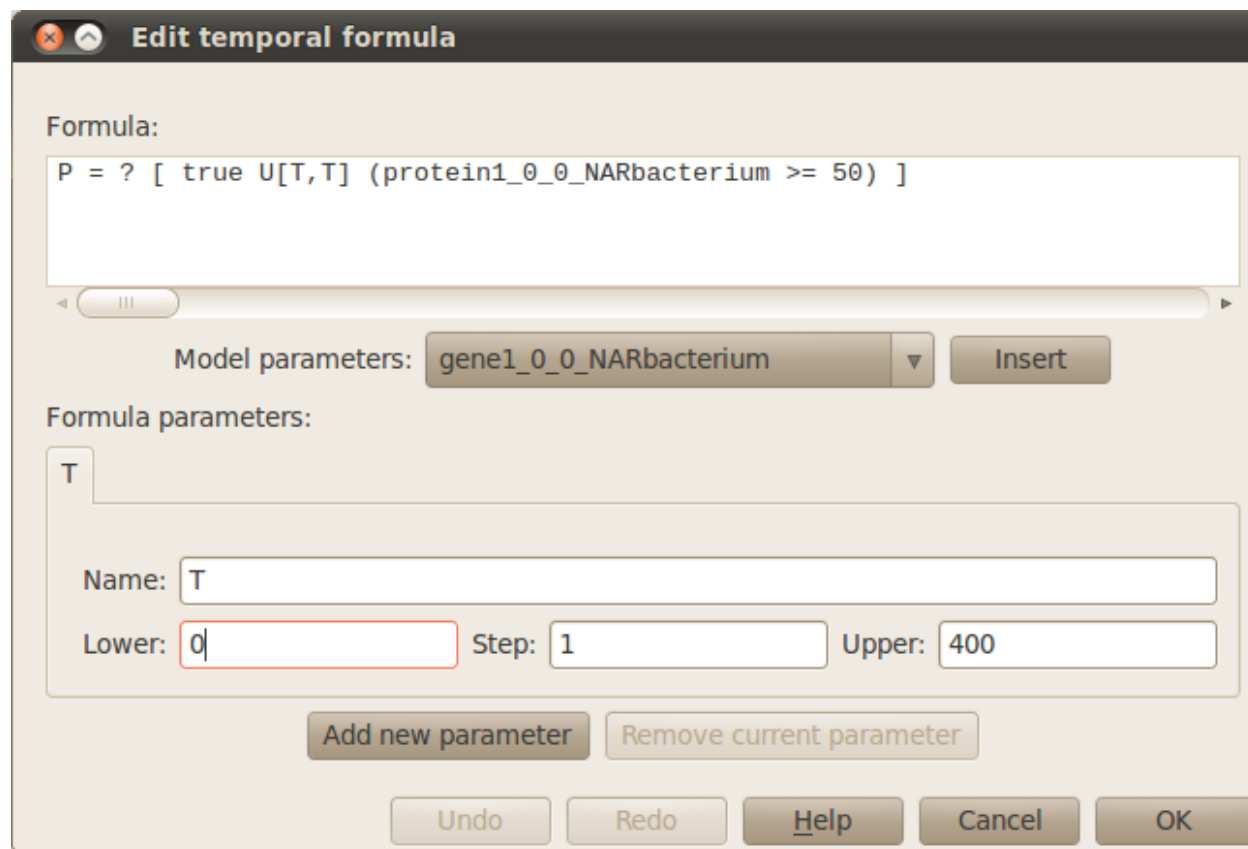 Edit temporal formula
Formula:
P = ? [ true U[T,T] (protein1_0_0_NARbacterium >= 50) ]
Model parameters: gene1_0_0_NARbacterium Insert
Formula parameters:
T
Name: T
Lower: 0 Step: 1 Upper: 400
Add new parameter Remove current parameter
Undo Redo Help Cancel OK